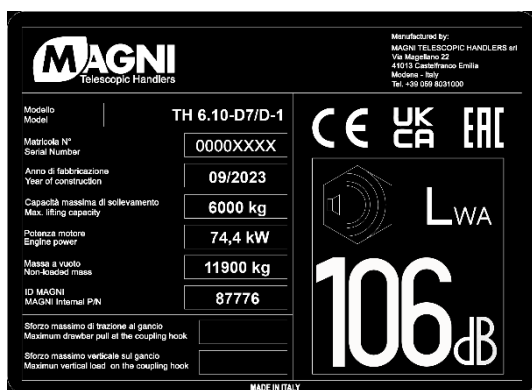 MAGNI
Telescopic Handlers
Manufactured by:
MAGNI TELESCOPIC HANDLERS srl
Via Magellano 22
41013 Castelfranco Emilia
Modena - Italy
Tel. +39 059 8031000
Modello
Model
TH 6.10-D7/D-1
Matricola N°
Serial Number
0000XXXX
Anno di fabbricazione
Year of construction
09/2023
Capacità massima di sollevamento
Max. lifting capacity
6000 kg
Potenza motore
Engine power
74,4 kW
Massa a vuoto
Non-loaded mass
11900 kg
ID MAGNI
MAGNI Internal P/N
87776
Sforzo massimo di trazione al gancio
Maximum drawbar pull at the coupling hook
Sforzo massimo verticale sul gancio
Maximun vertical load on the coupling hook
CE UK CA EAC
LWA
106 dB
MADE IN ITALY